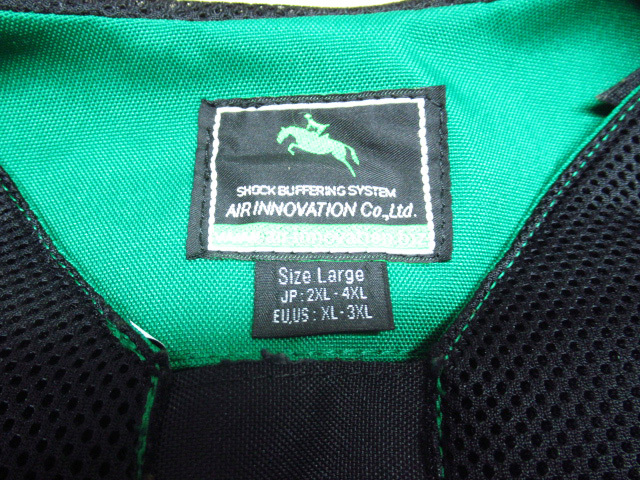 SHOCK BUFFERING SYSTEM
AIR INNOVATION Co.,Ltd.
Size Large
JP : 2XL - 4XL
EU,US : XL - 3XL